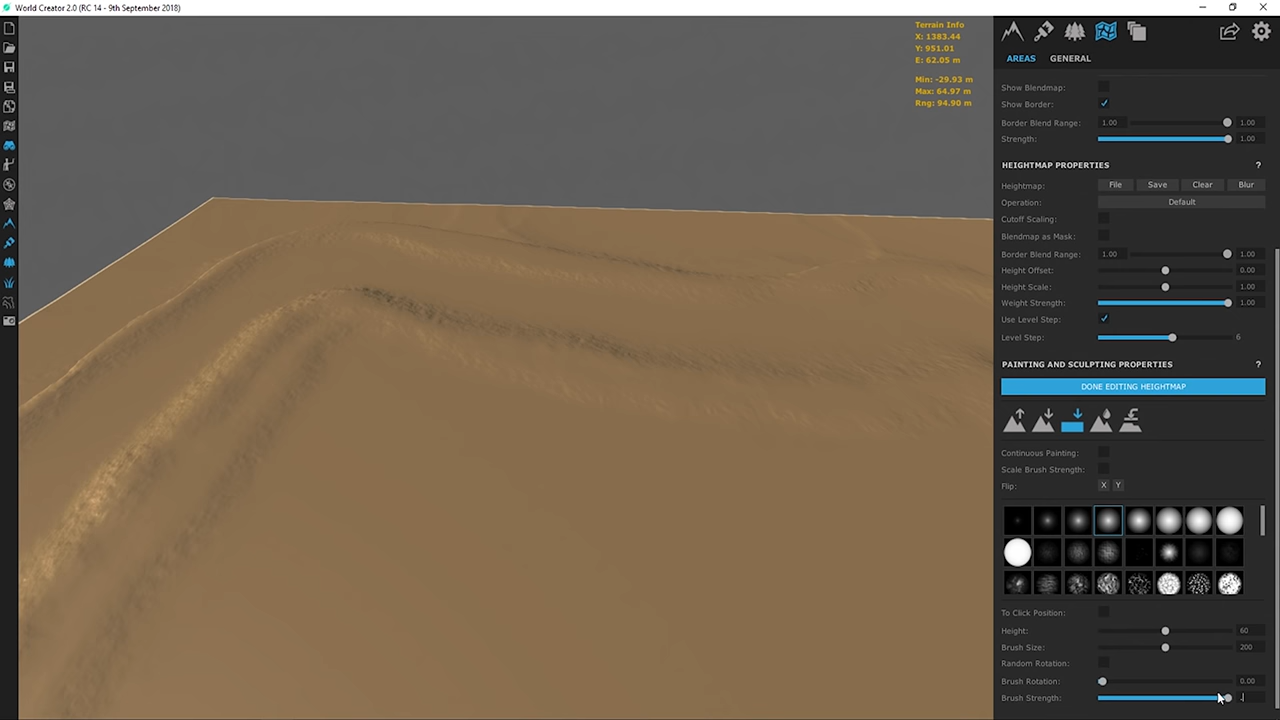 World Creator 2.0 (RC 14 - 9th September 2018)
Terrain Info
X: 1383.44
Y: 951.01
E: 62.05 m
Min: -29.93 m
Max: 64.97 m
Rng: 94.90 m
AREAS GENERAL
Show Blendmap:
Show Border:
Border Blend Range: 1.00 1.00
Strength: 1.00
HEIGHTMAP PROPERTIES ?
Heightmap: File Save Clear Blur
Operation: Default
Cutoff Scaling:
Blendmap as Mask:
Border Blend Range: 1.00 1.00
Height Offset: 0.00
Height Scale: 1.00
Weight Strength: 1.00
Use Level Step:
Level Step: 6
PAINTING AND SCULPTING PROPERTIES ?
DONE EDITING HEIGHTMAP
Continuous Painting:
Scale Brush Strength:
Flip: X Y
To Click Position:
Height: 60
Brush Size: 200
Random Rotation:
Brush Rotation: 0.00
Brush Strength: .